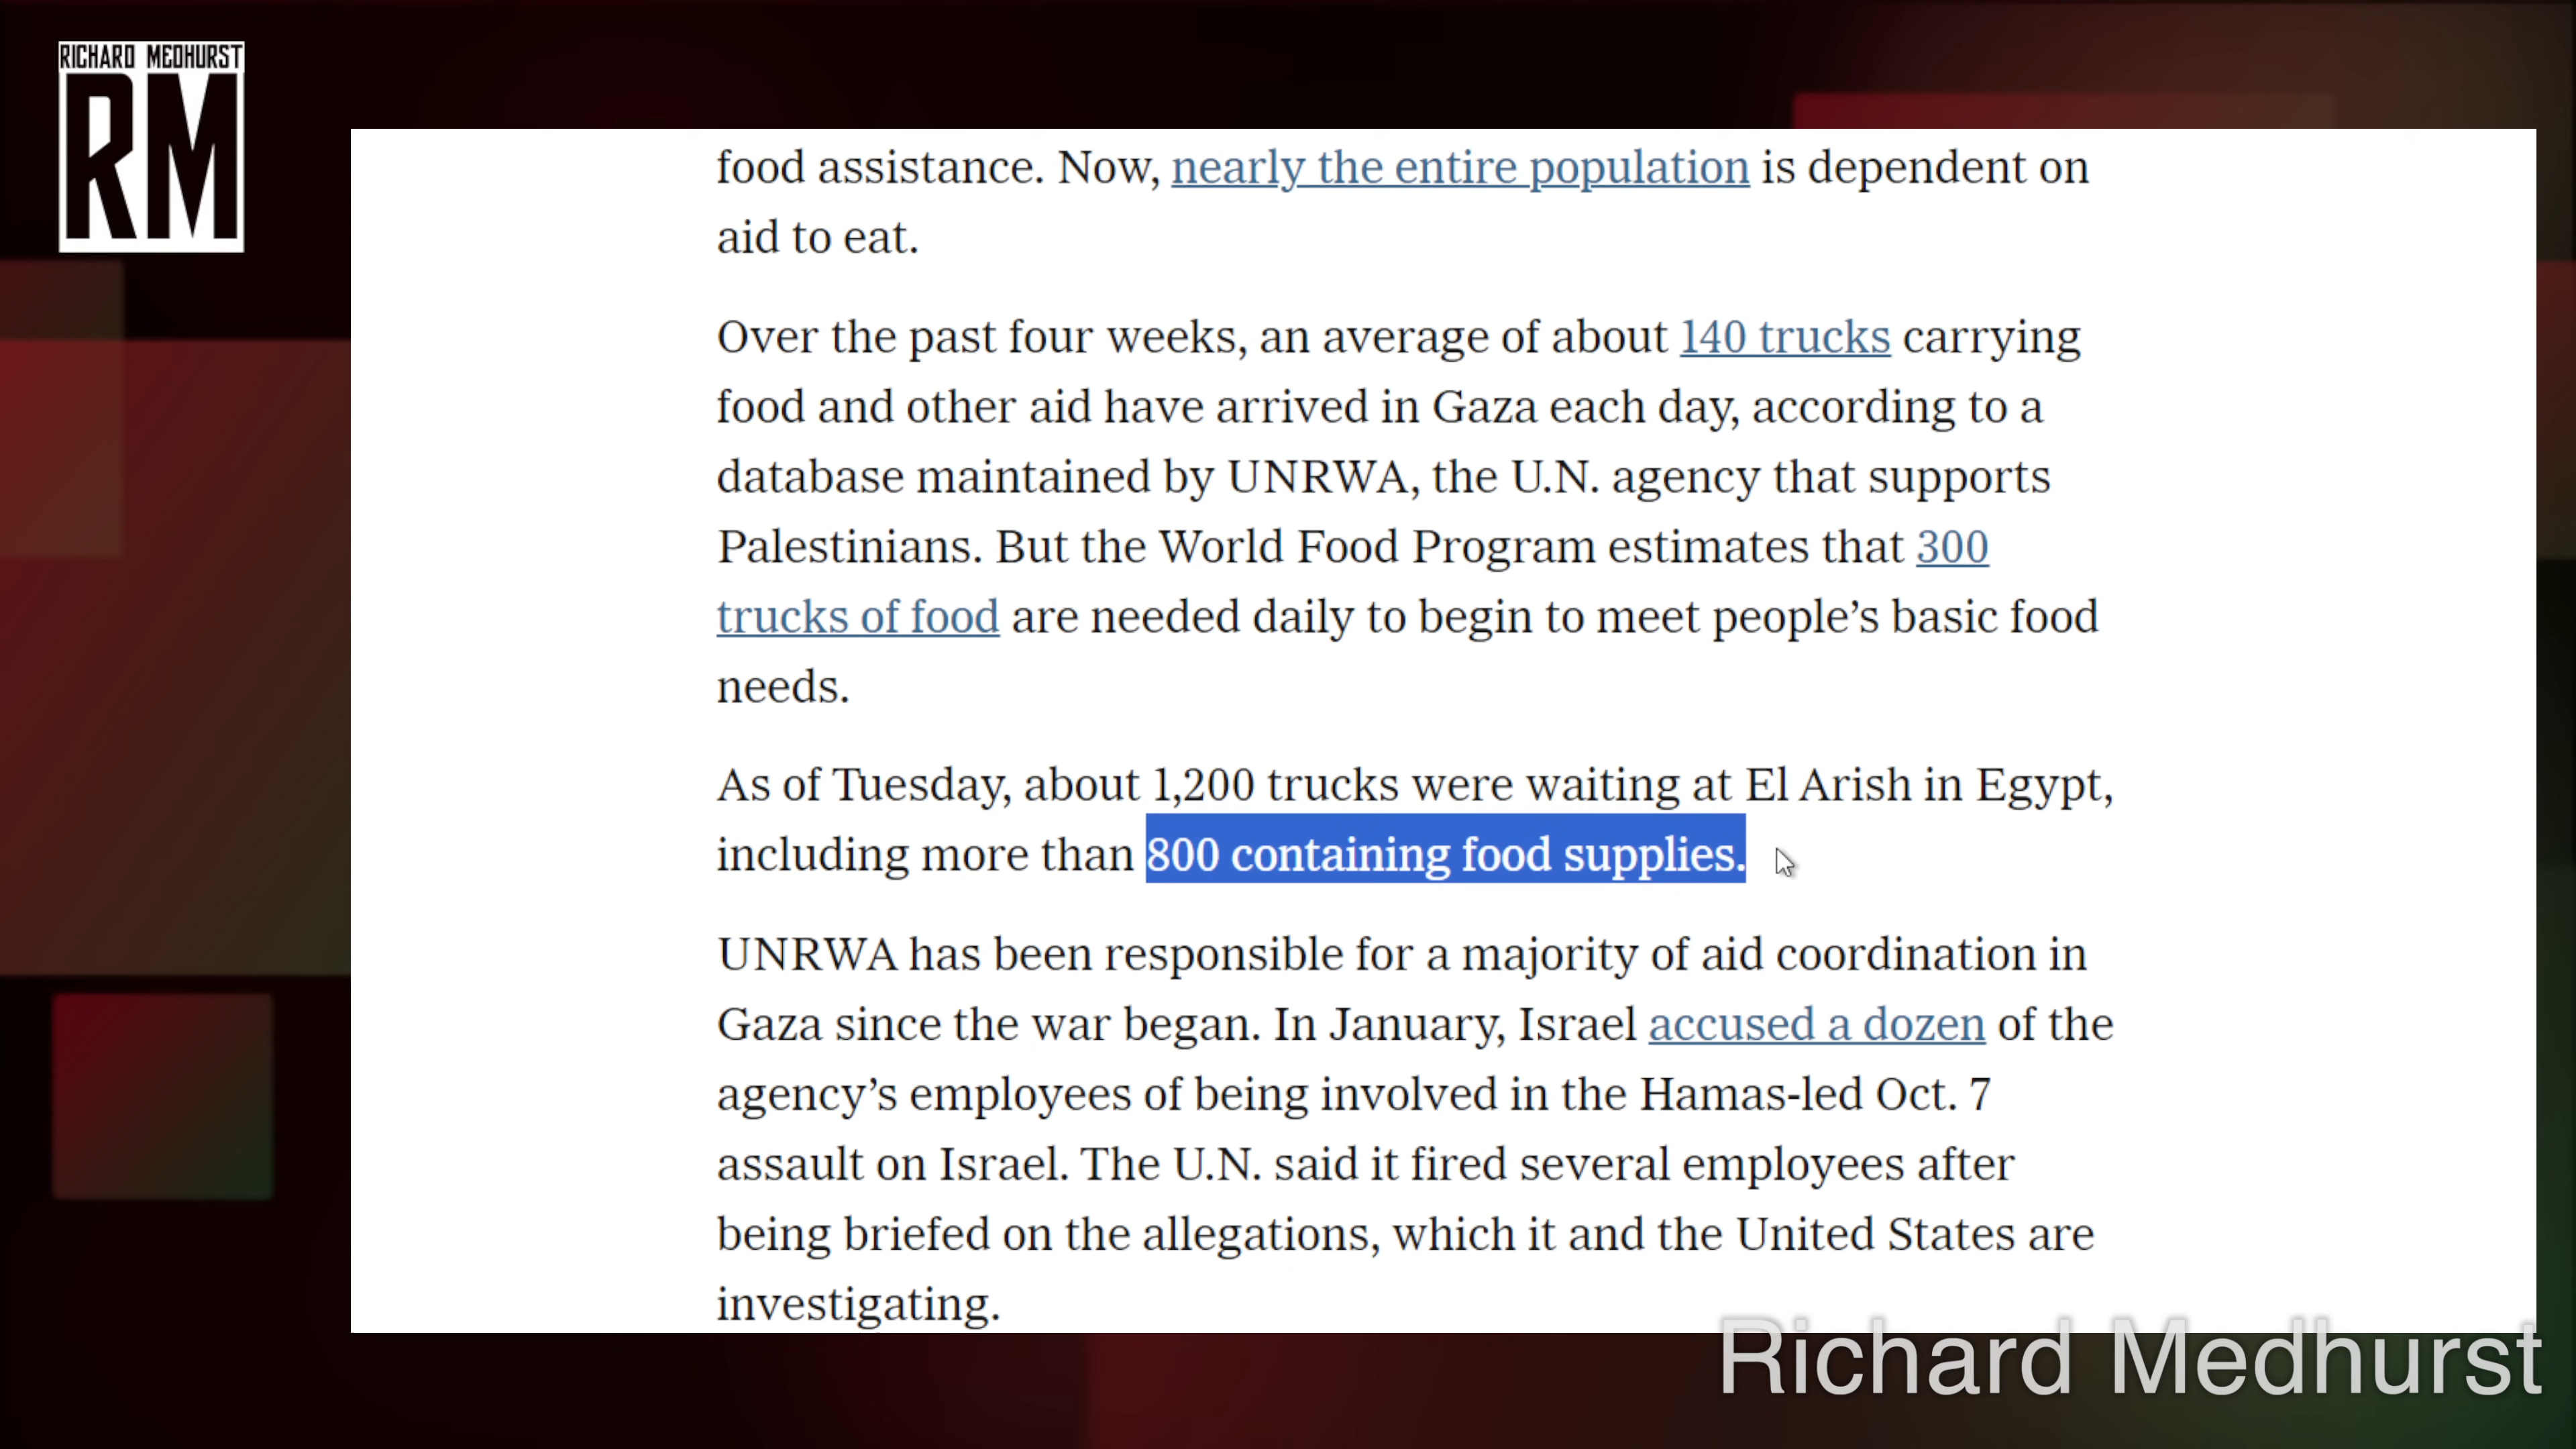 RICHARD MEDHURST
RM
food assistance. Now, nearly the entire population is dependent on
aid to eat.
Over the past four weeks, an average of about 140 trucks carrying
food and other aid have arrived in Gaza each day, according to a
database maintained by UNRWA, the U.N. agency that supports
Palestinians. But the World Food Program estimates that 300
trucks of food are needed daily to begin to meet people’s basic food
needs.
As of Tuesday, about 1,200 trucks were waiting at El Arish in Egypt,
including more than 800 containing food supplies.
UNRWA has been responsible for a majority of aid coordination in
Gaza since the war began. In January, Israel accused a dozen of the
agency’s employees of being involved in the Hamas-led Oct. 7
assault on Israel. The U.N. said it fired several employees after
being briefed on the allegations, which it and the United States are
investigating.
Richard Medhurst